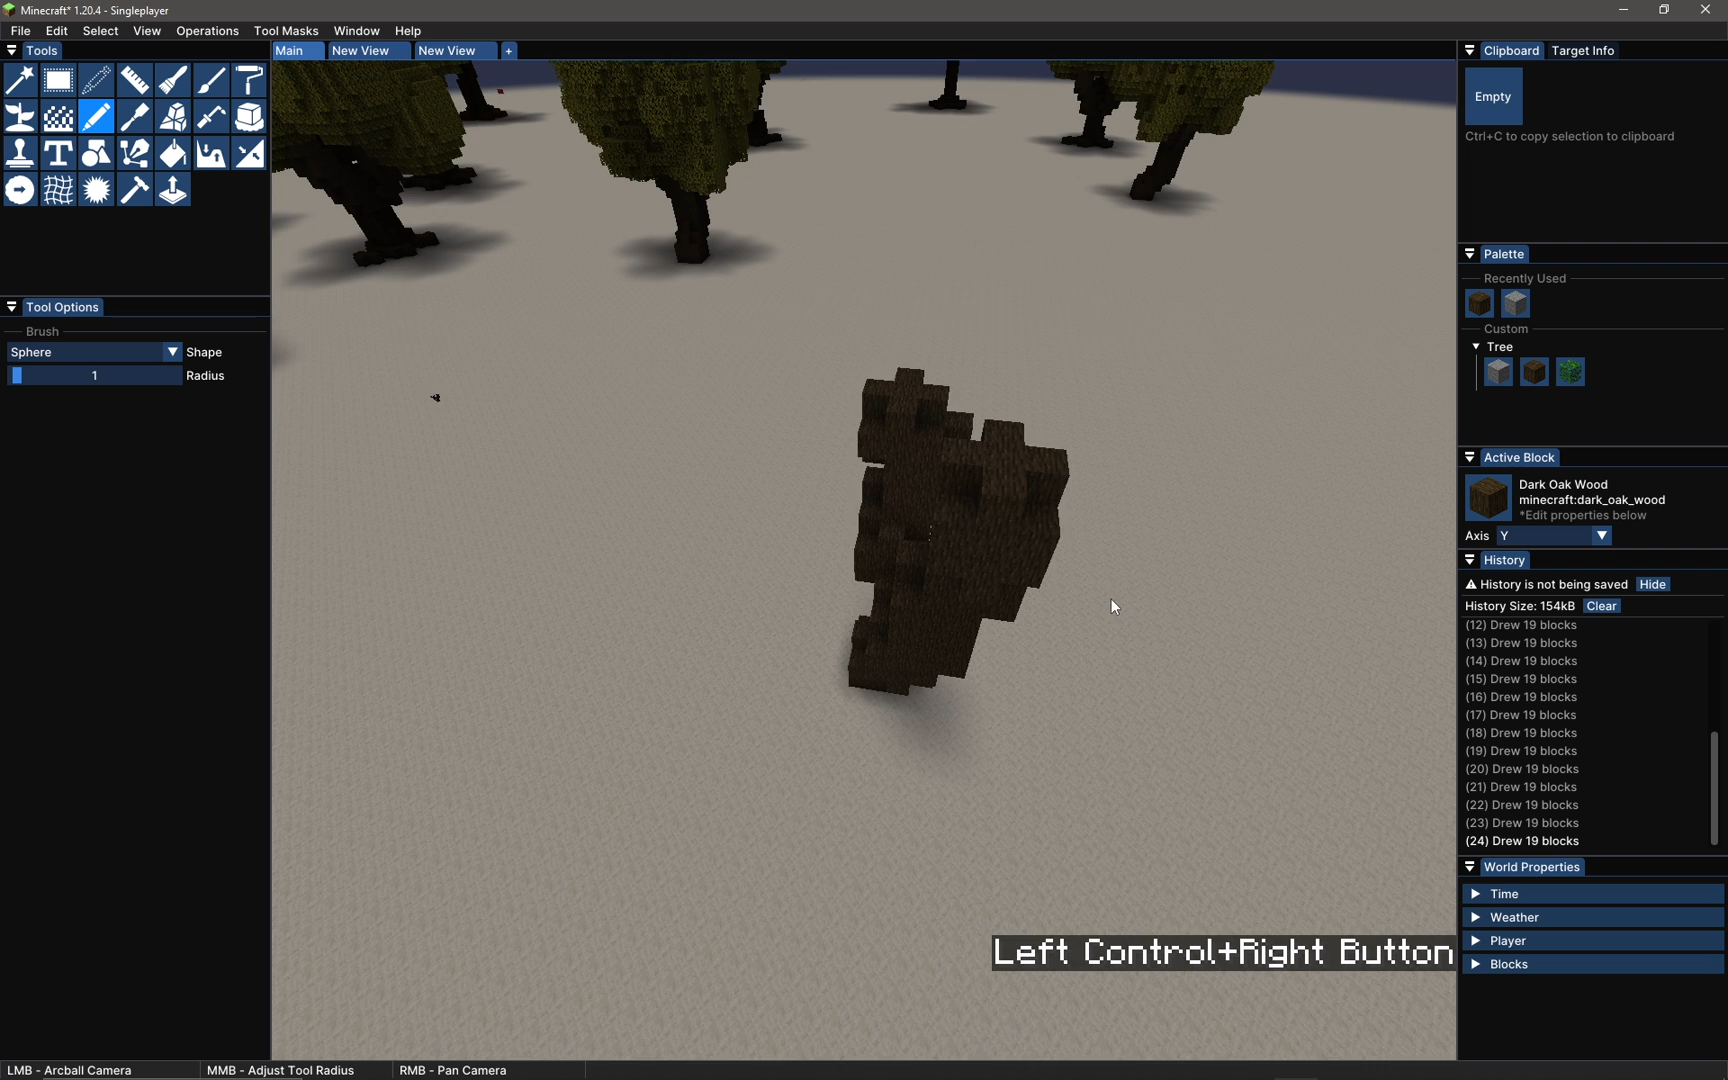 Minecraft* 1.20.4 - Singleplayer
File Edit Select View Operations Tool Masks Window Help
Tools
Main New View New View +
Clipboard Target Info
Empty
Ctrl+C to copy selection to clipboard
Palette
Recently Used
Custom
Tree
Tool Options
Brush
Sphere Shape
1 Radius
Active Block
Dark Oak Wood
minecraft:dark_oak_wood
*Edit properties below
Axis Y
History
History is not being saved Hide
History Size: 154kB Clear
(12) Drew 19 blocks
(13) Drew 19 blocks
(14) Drew 19 blocks
(15) Drew 19 blocks
(16) Drew 19 blocks
(17) Drew 19 blocks
(18) Drew 19 blocks
(19) Drew 19 blocks
(20) Drew 19 blocks
(21) Drew 19 blocks
(22) Drew 19 blocks
(23) Drew 19 blocks
(24) Drew 19 blocks
World Properties
Time
Weather
Player
Blocks
Left Control+Right Button
LMB - Arcball Camera MMB - Adjust Tool Radius RMB - Pan Camera